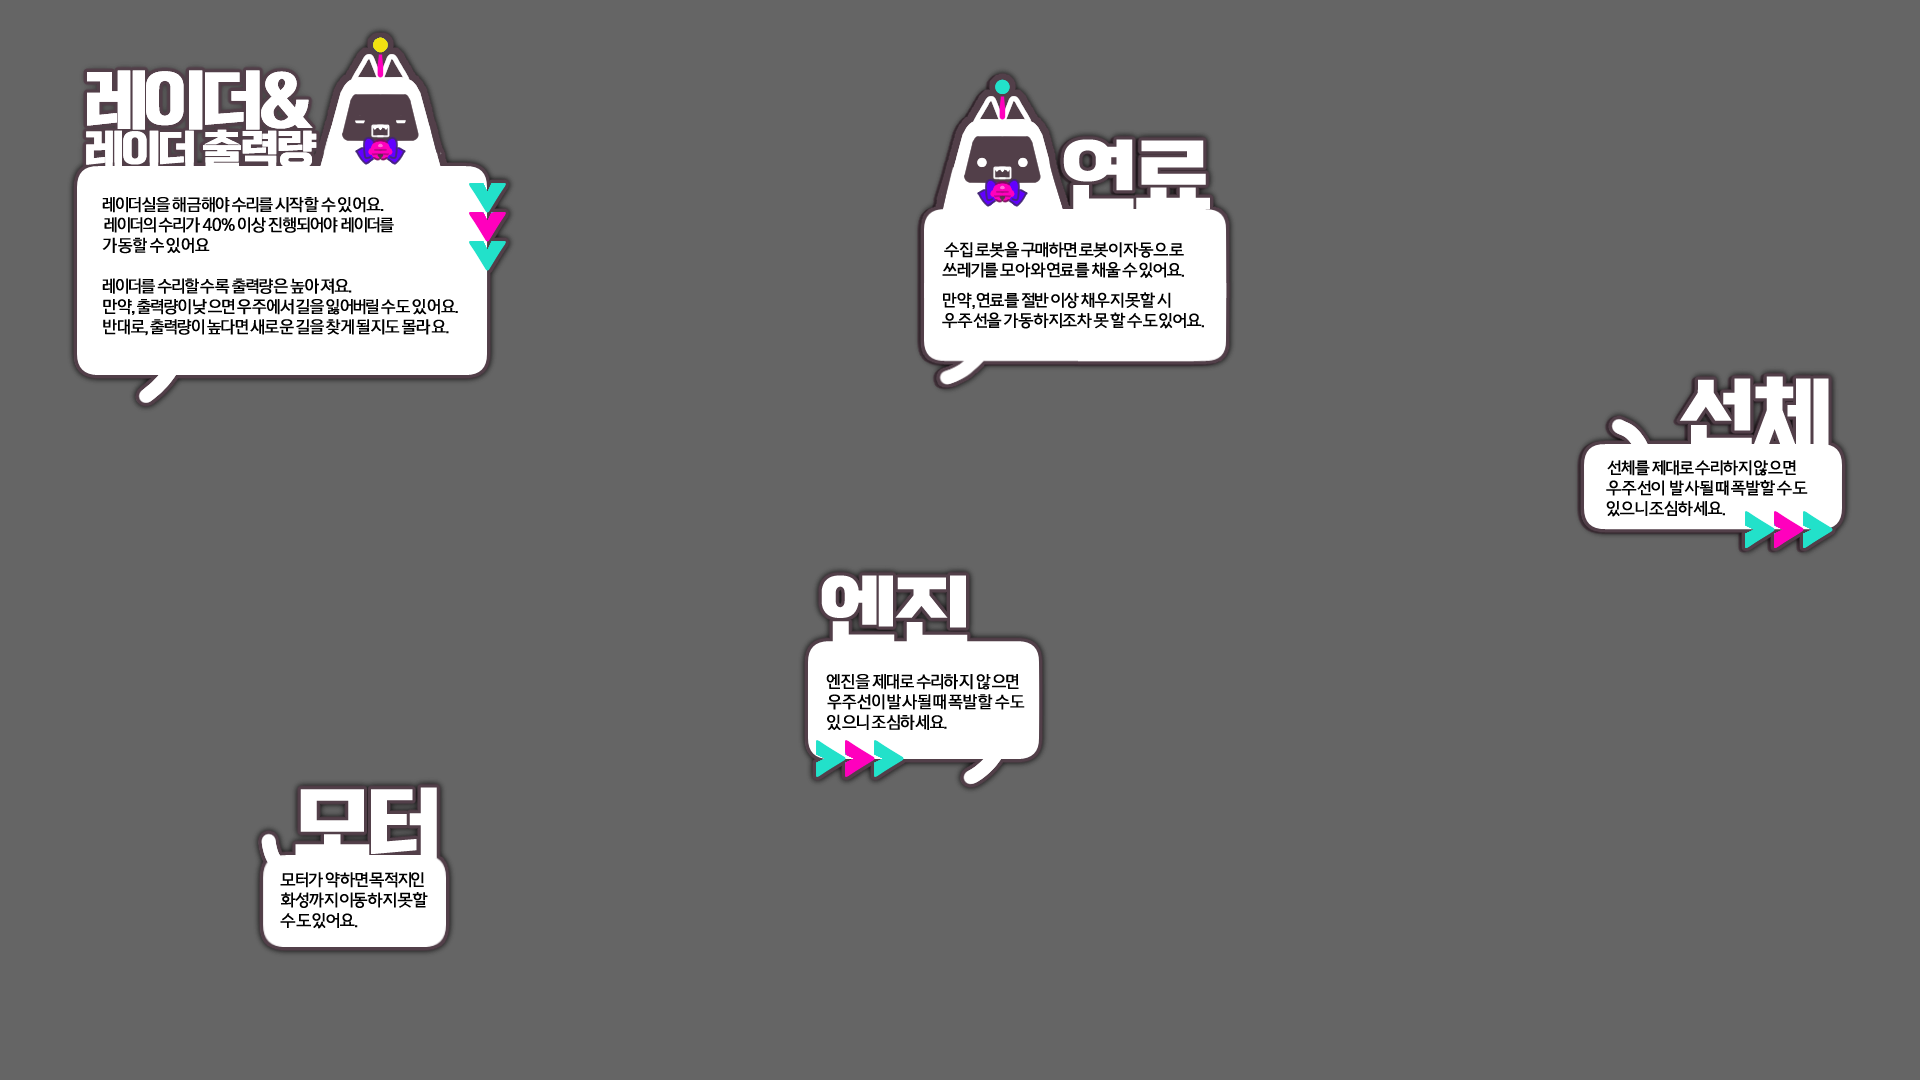 레이더&
레이더 출력량
레이더실을 해금해야 수리를 시작할 수 있어요.
레이더의 수리가 40% 이상 진행되어야 레이더를
가동할 수 있어요
레이더를 수리할 수록 출력량은 높아져요.
만약, 출력량이 낮으면 우주에서 길을 잃어버릴 수도 있어요.
반대로, 출력량이 높다면 새로운 길을 찾게 될지도 몰라요.
연료
수집 로봇을 구매하면 로봇이 자동으로
쓰레기를 모아와 연료를 채울 수 있어요.
만약, 연료를 절반 이상 채우지 못할 시
우주선을 가동하지조차 못 할 수도 있어요.
선체
선체를 제대로 수리하지 않으면
우주선이 발사될 때 폭발할 수도
있으니 조심하세요.
엔진
엔진을 제대로 수리하지 않으면
우주선이 발사될 때 폭발할 수도
있으니 조심하세요.
모터
모터가 약하면 목적지인
화성까지 이동하지 못할
수도 있어요.